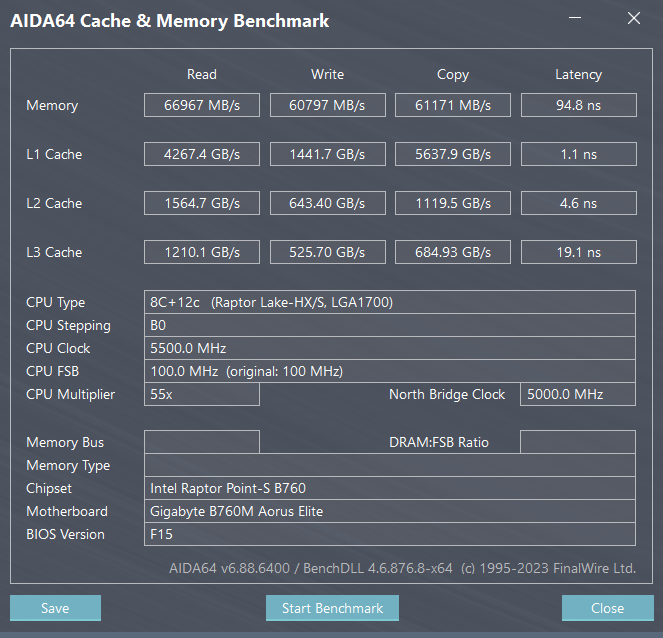 AIDA64 Cache & Memory Benchmark
Read Write Copy Latency
Memory 66967 MB/s 60797 MB/s 61171 MB/s 94.8 ns
L1 Cache 4267.4 GB/s 1441.7 GB/s 5637.9 GB/s 1.1 ns
L2 Cache 1564.7 GB/s 643.40 GB/s 1119.5 GB/s 4.6 ns
L3 Cache 1210.1 GB/s 525.70 GB/s 684.93 GB/s 19.1 ns
CPU Type 8C+12c (Raptor Lake-HX/S, LGA1700)
CPU Stepping B0
CPU Clock 5500.0 MHz
CPU FSB 100.0 MHz (original: 100 MHz)
CPU Multiplier 55x North Bridge Clock 5000.0 MHz
Memory Bus DRAM:FSB Ratio
Memory Type
Chipset Intel Raptor Point-S B760
Motherboard Gigabyte B760M Aorus Elite
BIOS Version F15
AIDA64 v6.88.6400 / BenchDLL 4.6.876.8-x64 (c) 1995-2023 FinalWire Ltd.
Save Start Benchmark Close